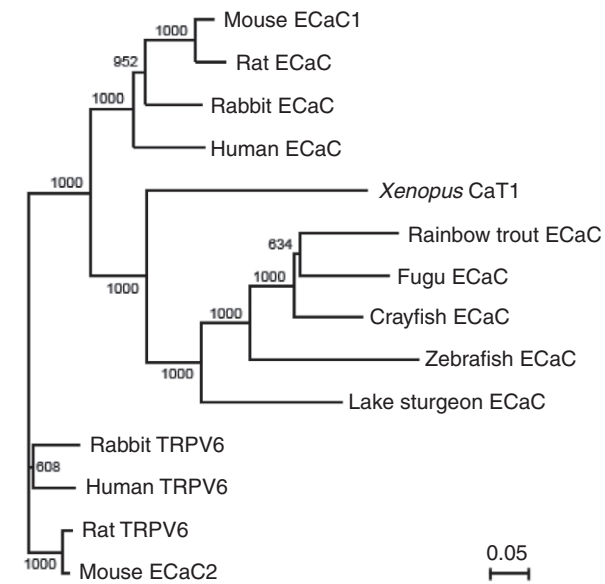 1000 Mouse ECaC1
952 Rat ECaC
1000 Rabbit ECaC
Human ECaC
1000
Xenopus CaT1
Rainbow trout ECaC
634
1000 Fugu ECaC
1000
1000 Crayfish ECaC
Zebrafish ECaC
1000
Lake sturgeon ECaC
Rabbit TRPV6
608
Human TRPV6
Rat TRPV6
0.05
1000 Mouse ECaC2